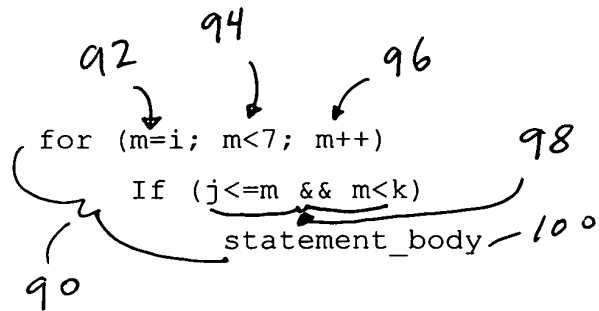 94
92
96
for (m=i; m<7; m++)
98
If (j<=m && m<k)
statement_body
100
90